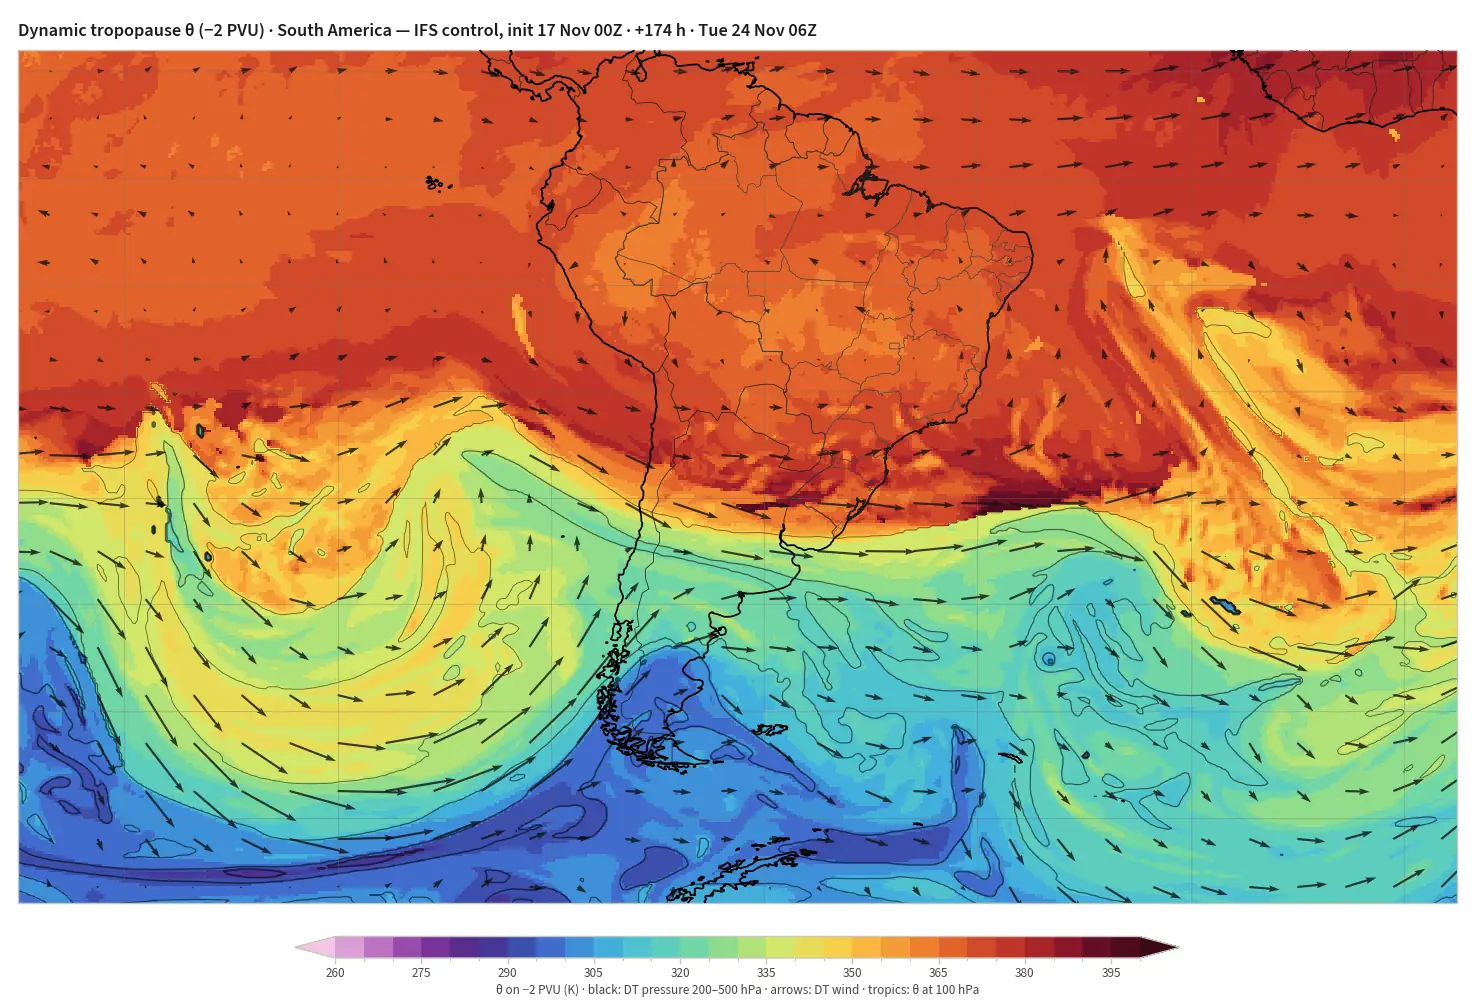 Dynamic tropopause θ (−2 PVU) · South America — IFS control, init 17 Nov 00Z · +174 h · Tue 24 Nov 06Z
260 275 290 305 320 335 350 365 380 395
θ on −2 PVU (K) · black: DT pressure 200–500 hPa · arrows: DT wind · tropics: θ at 100 hPa